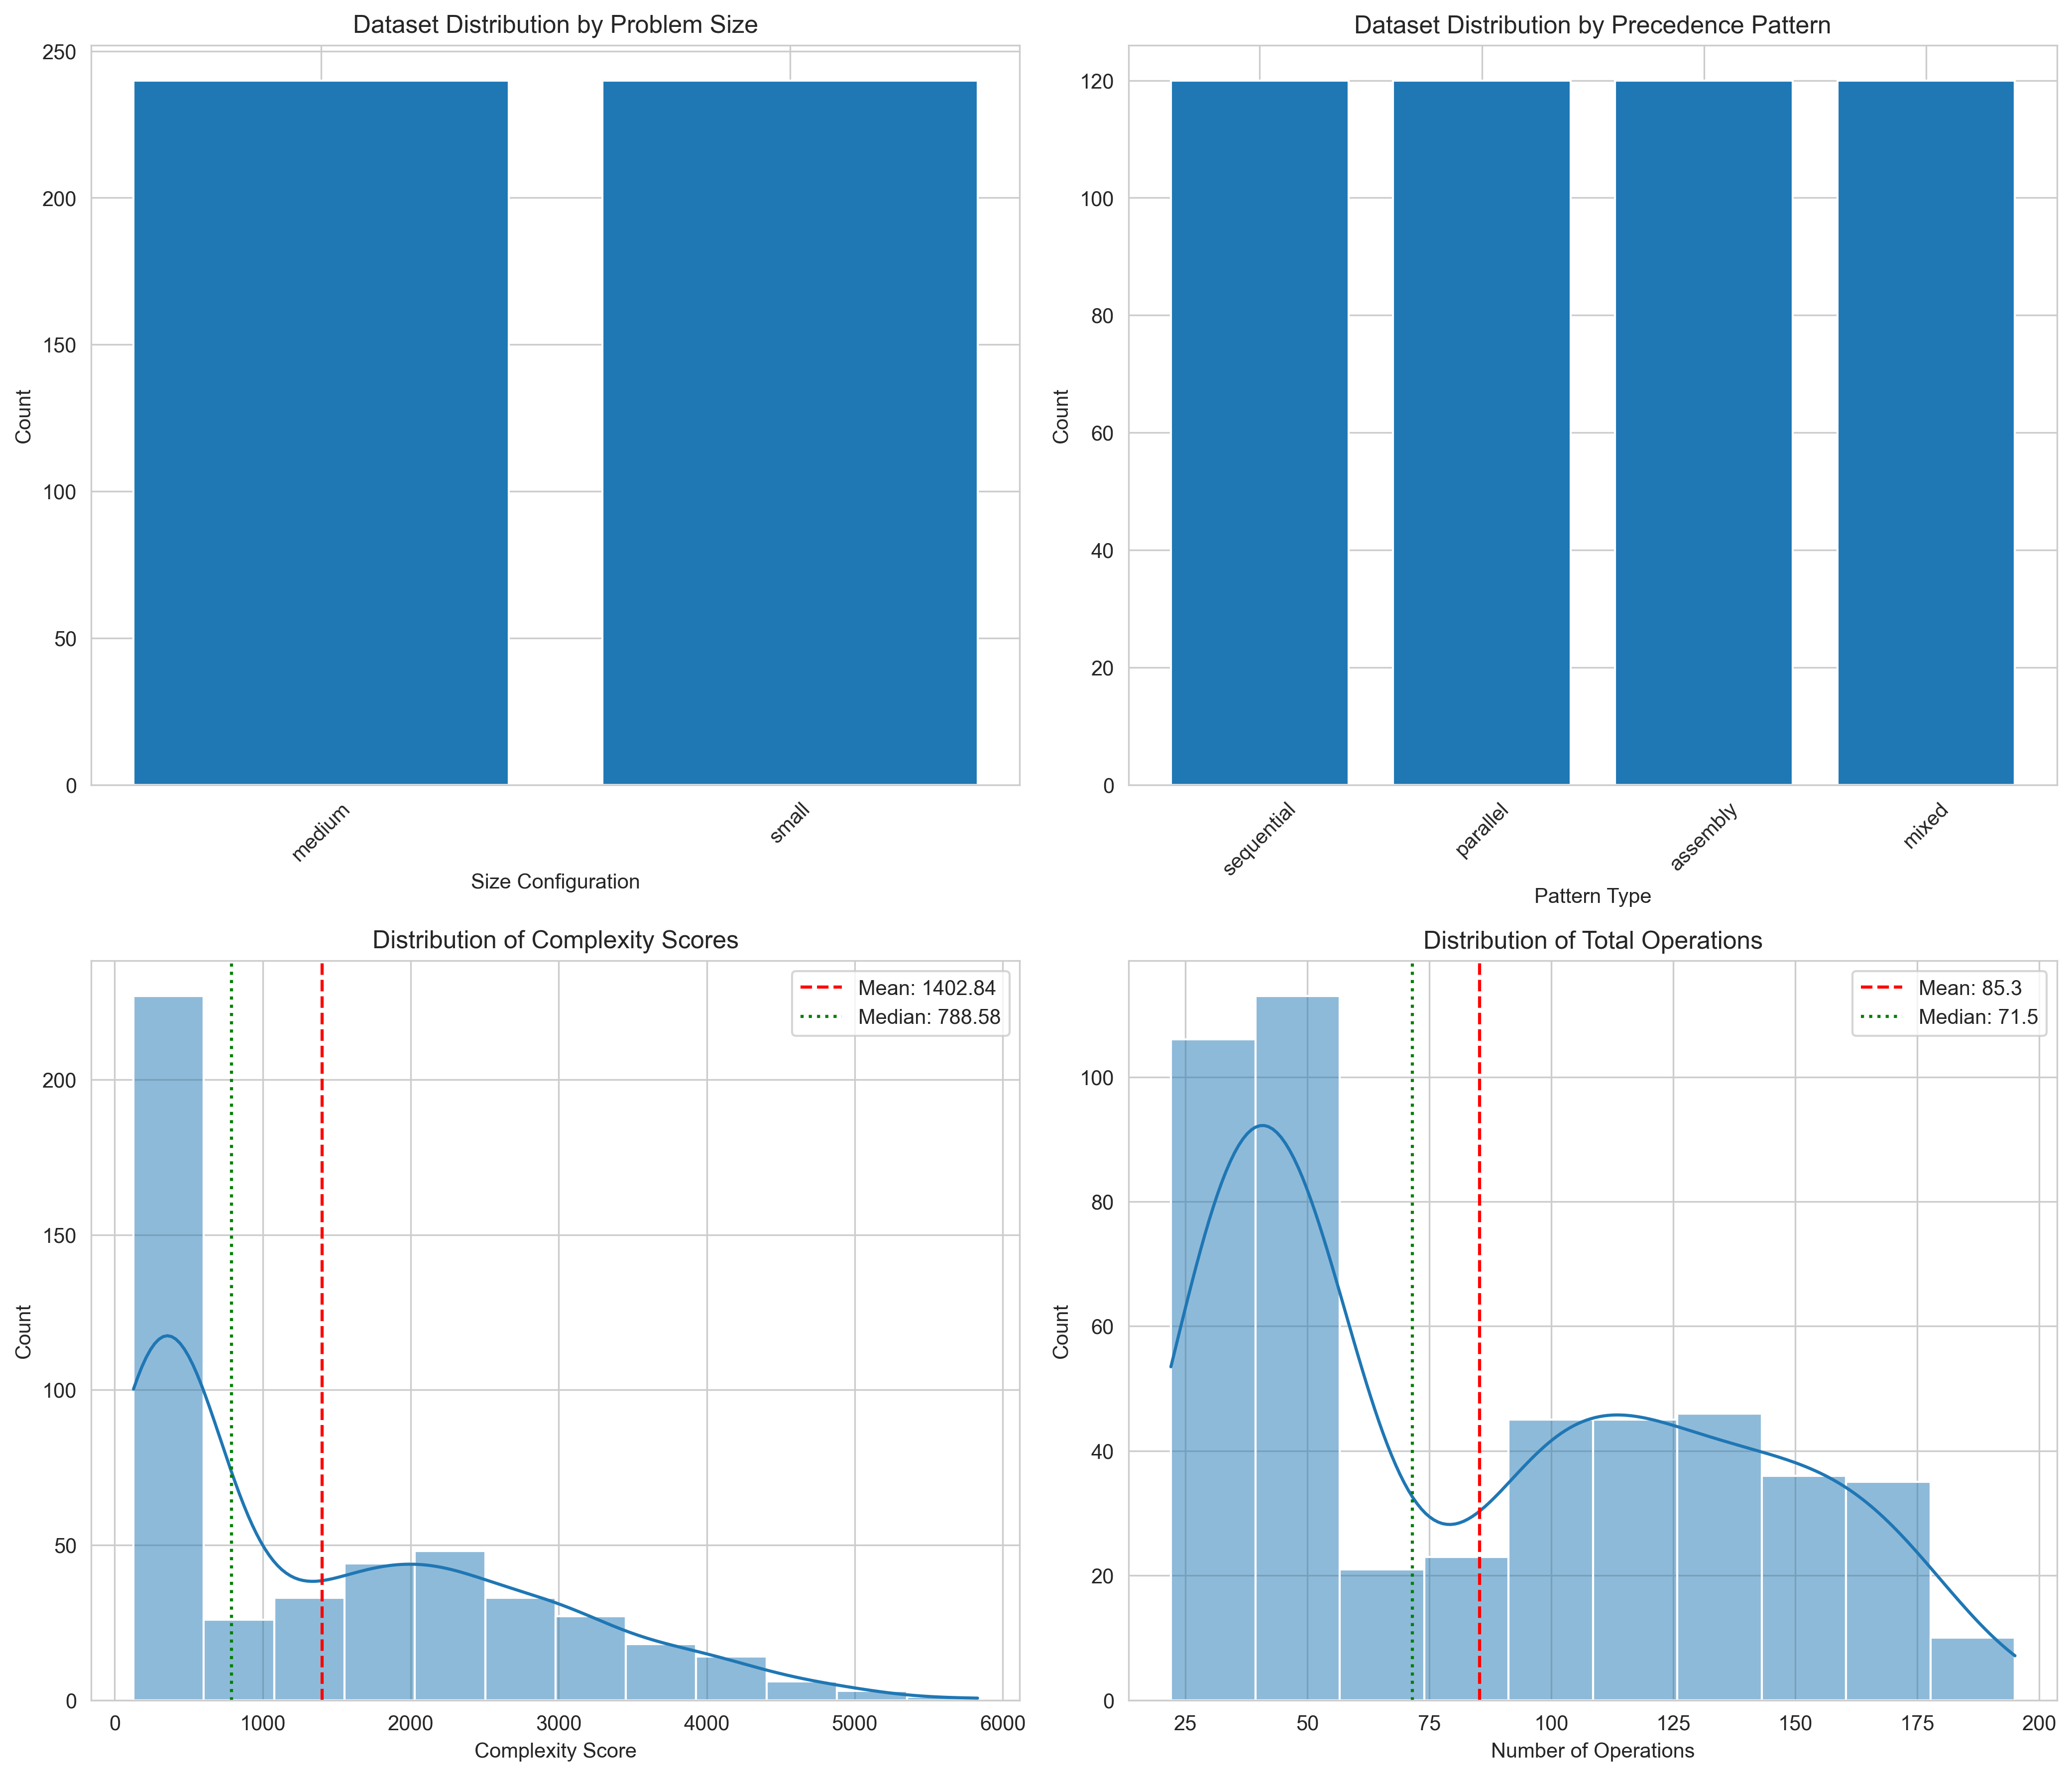 Dataset Distribution by Problem Size
250
200
150
100
50
0
Count
medium
small
Size Configuration
Dataset Distribution by Precedence Pattern
120
100
80
60
40
20
0
Count
sequential
parallel
assembly
mixed
Pattern Type
Distribution of Complexity Scores
Mean: 1402.84
Median: 788.58
200
150
100
50
0
Count
0
1000
2000
3000
4000
5000
6000
Complexity Score
Distribution of Total Operations
Mean: 85.3
Median: 71.5
100
80
60
40
20
0
Count
25
50
75
100
125
150
175
200
Number of Operations